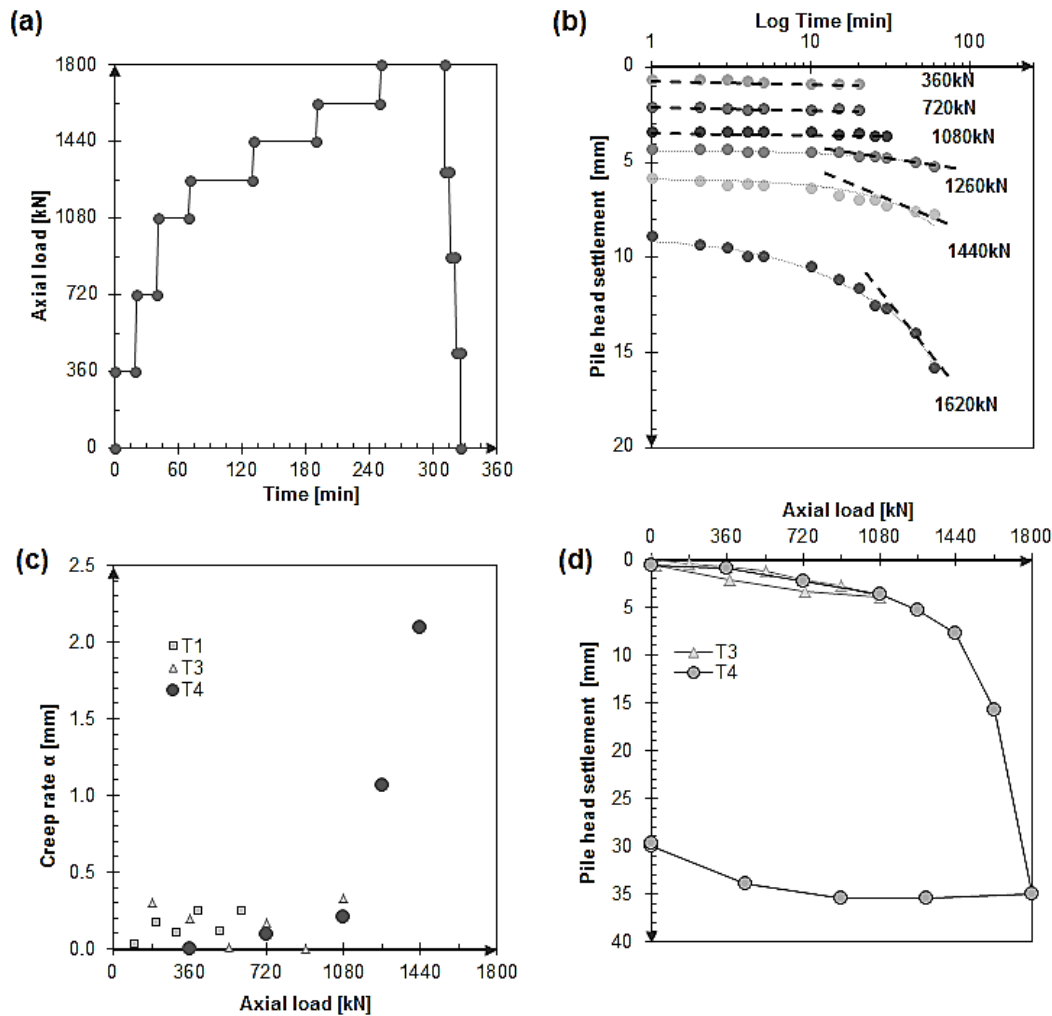 (a)
Axial load [kN]
1800
1440
1080
720
360
0
0 60 120 180 240 300 360
Time [min]
(b)
Log Time [min]
1 10 100
Pile head settlement [mm]
0
5
10
15
20
360kN
720kN
1080kN
1260kN
1440kN
1620kN
(c)
Creep rate α [mm]
2.5
2.0
1.5
1.0
0.5
0.0
T1
T3
T4
0 360 720 1080 1440 1800
Axial load [kN]
(d)
Axial load [kN]
0 360 720 1080 1440 1800
Pile head settlement [mm]
0
5
10
15
20
25
30
35
40
T3
T4